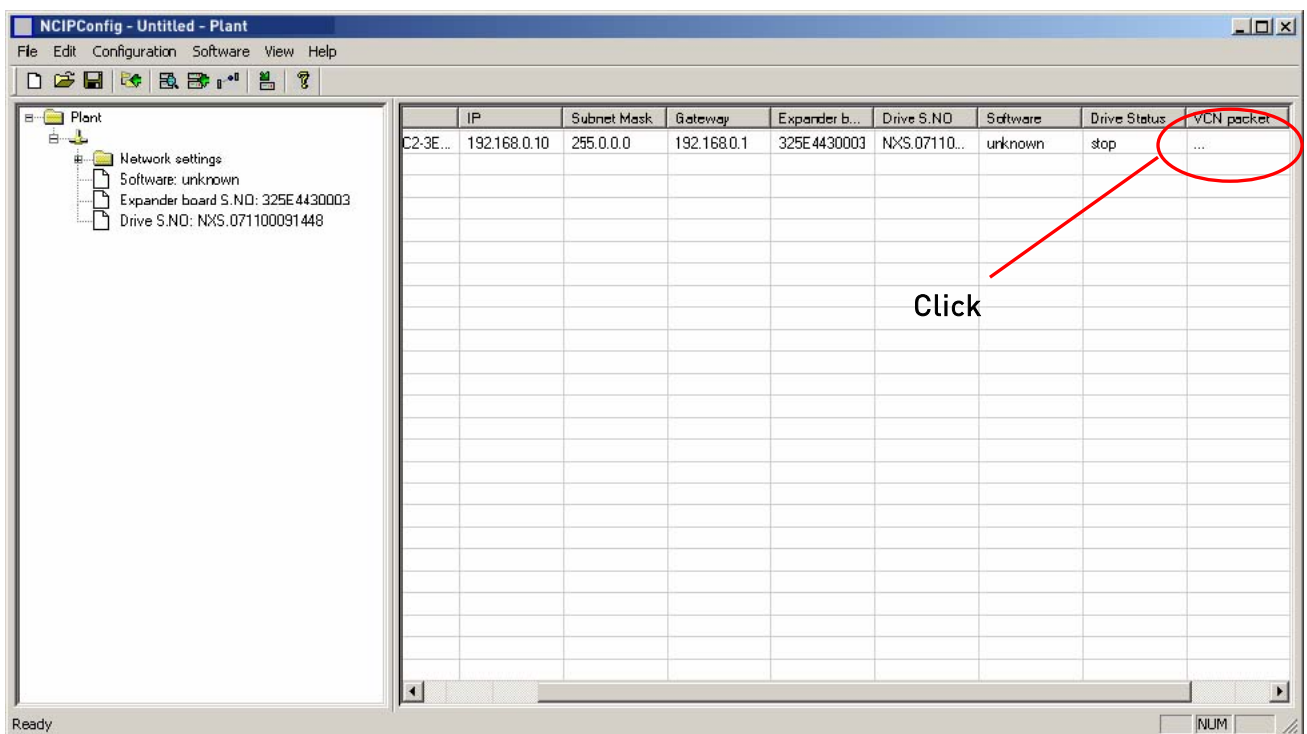 NCIPConfig - Untitled - Plant
File Edit Configuration Software View Help
Plant
Network settings
Software: unknown
Expander board S.NO: 325E4430003
Drive S.NO: NXS.071100091448
IP Subnet Mask Gateway Expander b... Drive S.NO Software Drive Status VCN packet
C2-3E... 192.168.0.10 255.0.0.0 192.168.0.1 325E4430003 NXS.07110... unknown stop ...
Click
Ready NUM